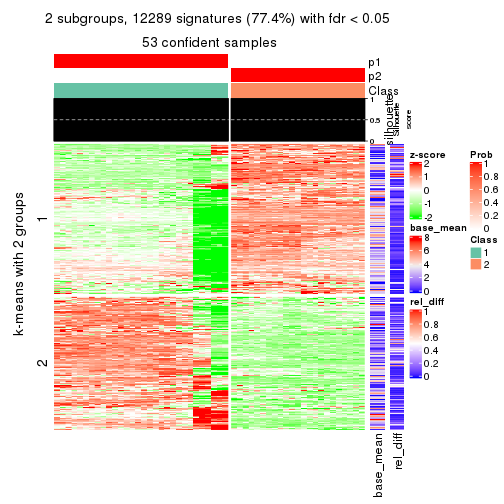 2 subgroups, 12289 signatures (77.4%) with fdr < 0.05
53 confident samples
p1
p2
Class
1
0.5
0
silhouette
Silhouette
score
k-means with 2 groups
1
2
base_mean
rel_diff
z-score
2
1
0
-1
-2
base_mean
8
6
4
2
0
rel_diff
1
0.8
0.6
0.4
0.2
0
Prob
1
0.8
0.6
0.4
0.2
0
Class
1
2